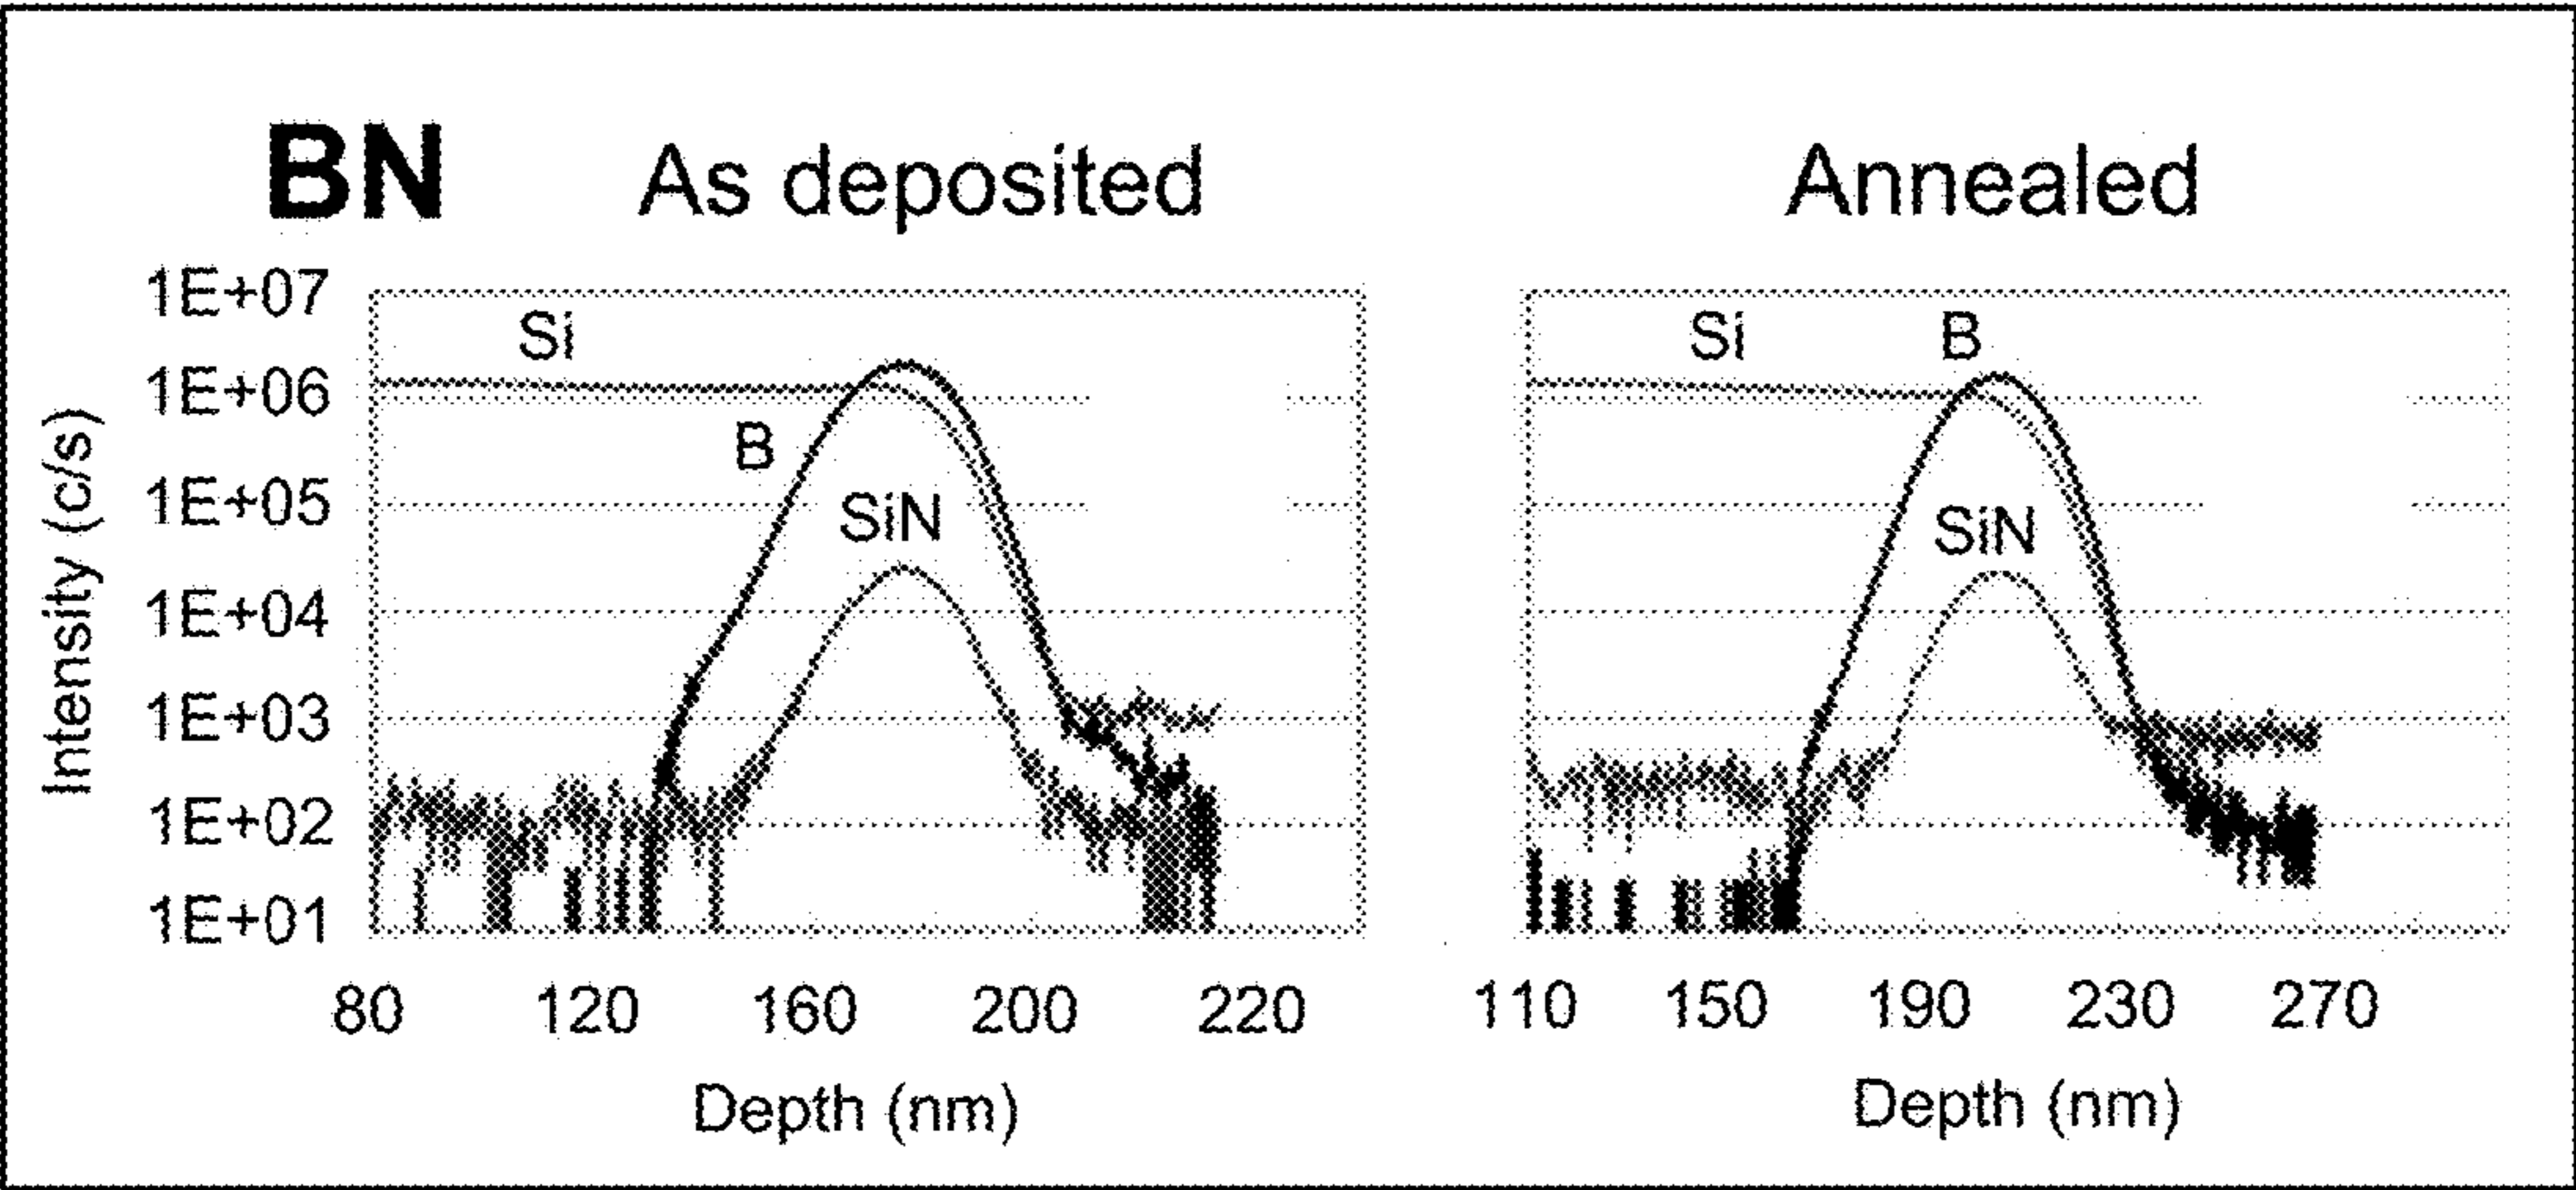 BN As deposited Annealed
1E+07
Si Si B
1E+06
B
1E+05
SiN SiN
1E+04
1E+03
1E+02
1E+01
Intensity (c/s)
80 120 160 200 220 110 150 190 230 270
Depth (nm) Depth (nm)